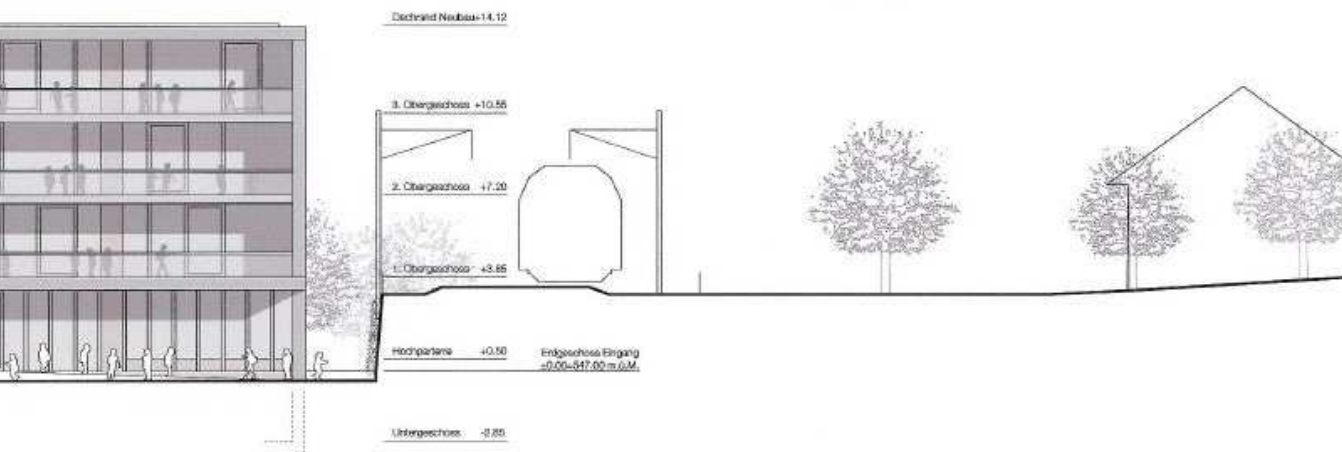 Dachrand Neubau+14.12
3. Obergeschoss +10.55
2. Obergeschoss +7.20
1. Obergeschoss +3.85
Hochparterre +0.50
Erdgeschoss Eingang
±0.00=547.00 m.ü.M.
Untergeschoss -2.85